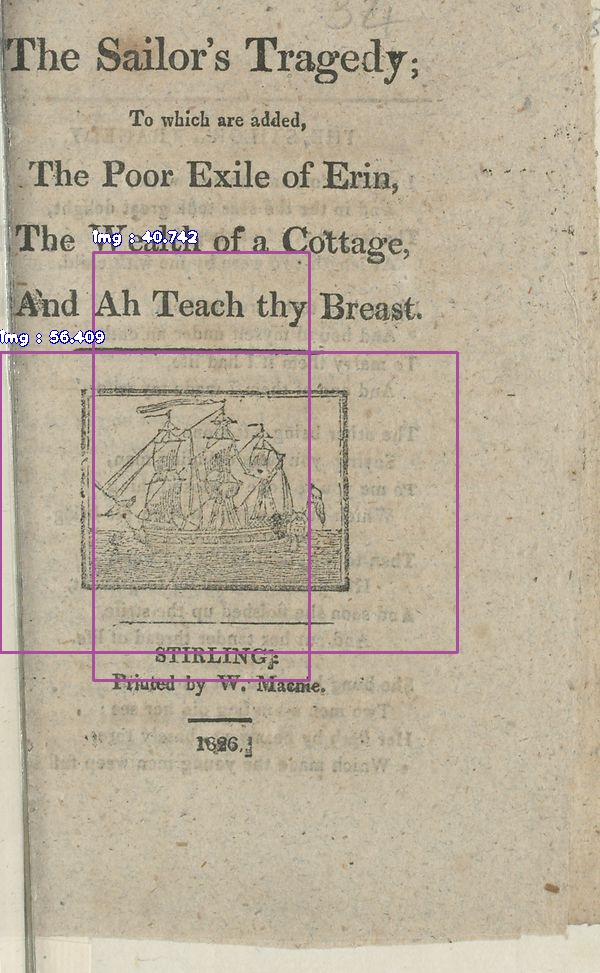 321
The Sailor's Tragedy;
To which are added,
The Poor Exile of Erin,
The Wealth of a Cottage,
img : 40.742
And Ah Teach thy Breast.
img : 56.409
STIRLING:
Printed by W. Macnie.
1826.